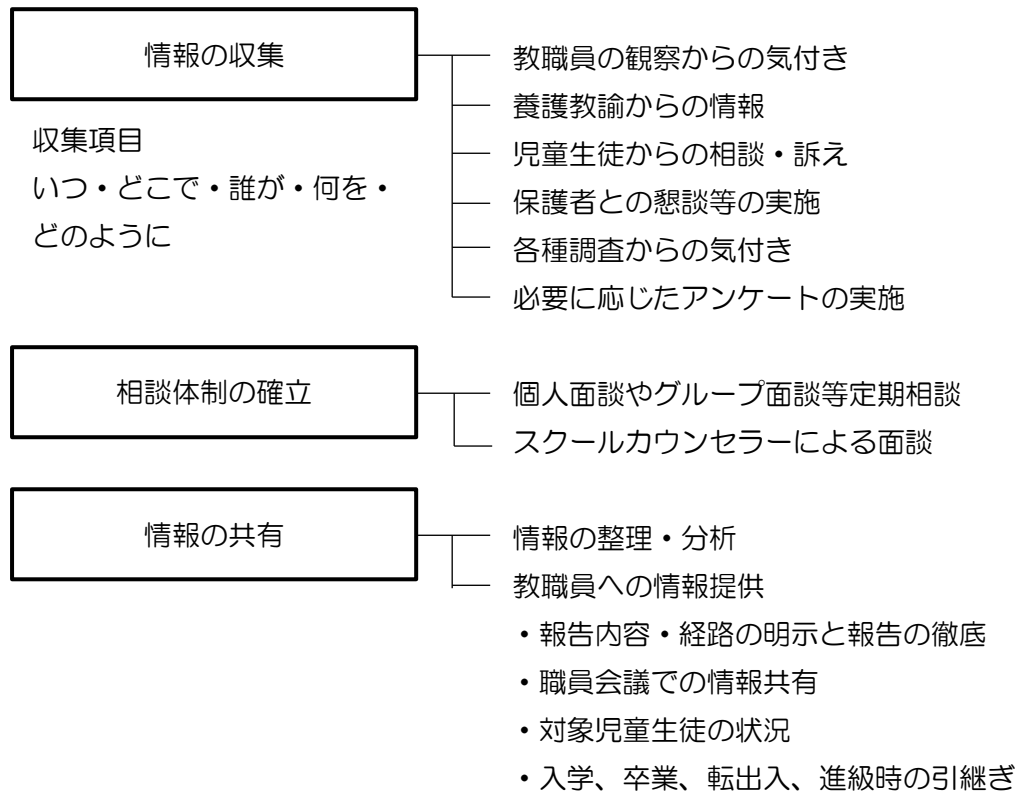 情報の収集
収集項目
いつ・どこで・誰が・何を・
どのように
教職員の観察からの気付き
養護教諭からの情報
児童生徒からの相談・訴え
保護者との懇談等の実施
各種調査からの気付き
必要に応じたアンケートの実施
相談体制の確立
個人面談やグループ面談等定期相談
スクールカウンセラーによる面談
情報の共有
情報の整理・分析
教職員への情報提供
・報告内容・経路の明示と報告の徹底
・職員会議での情報共有
・対象児童生徒の状況
・入学、卒業、転出入、進級時の引継ぎ